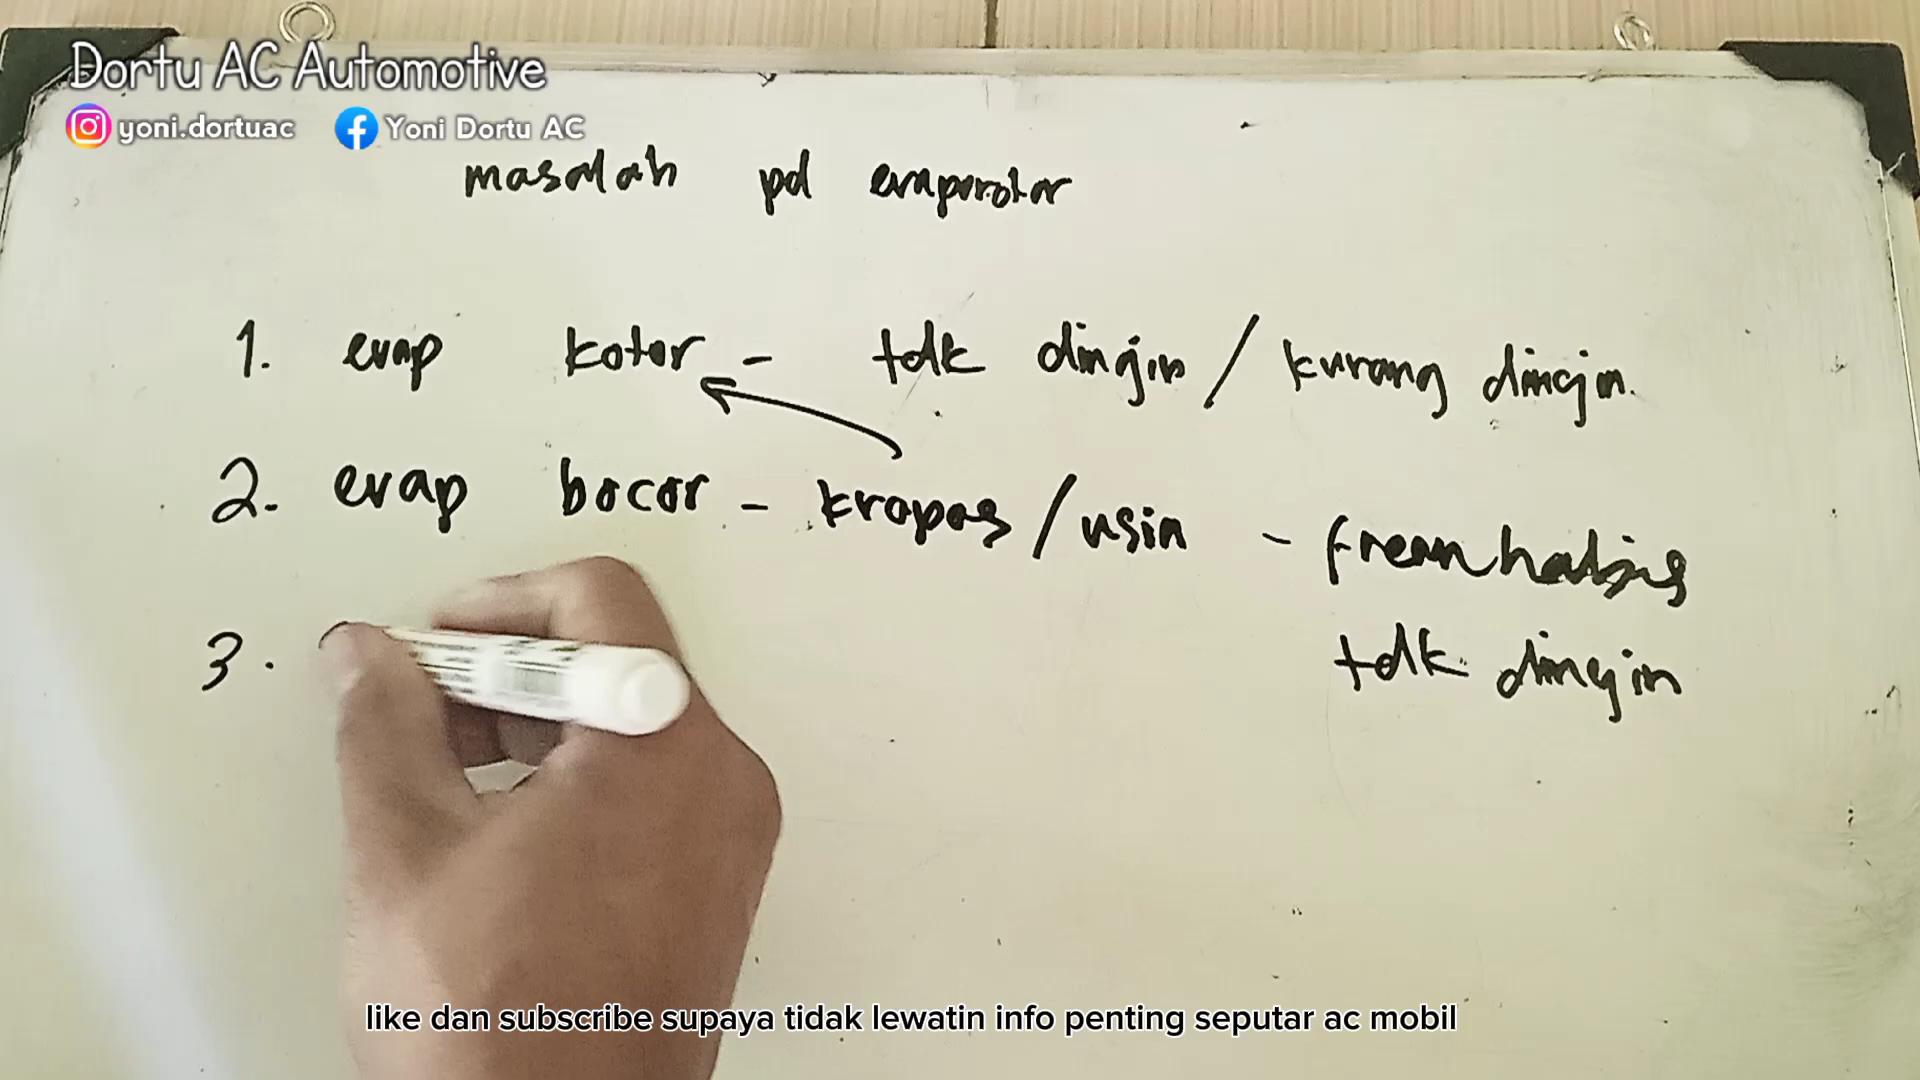 Dortu AC Automotive
yoni.dortuac Yoni Dortu AC
masalah pd evaporator
1. evap kotor - tdk dingin / kurang dingin.
2. evap bocor - kropos / usia - freon habis
tdk dingin
3.
like dan subscribe supaya tidak lewatin info penting seputar ac mobil